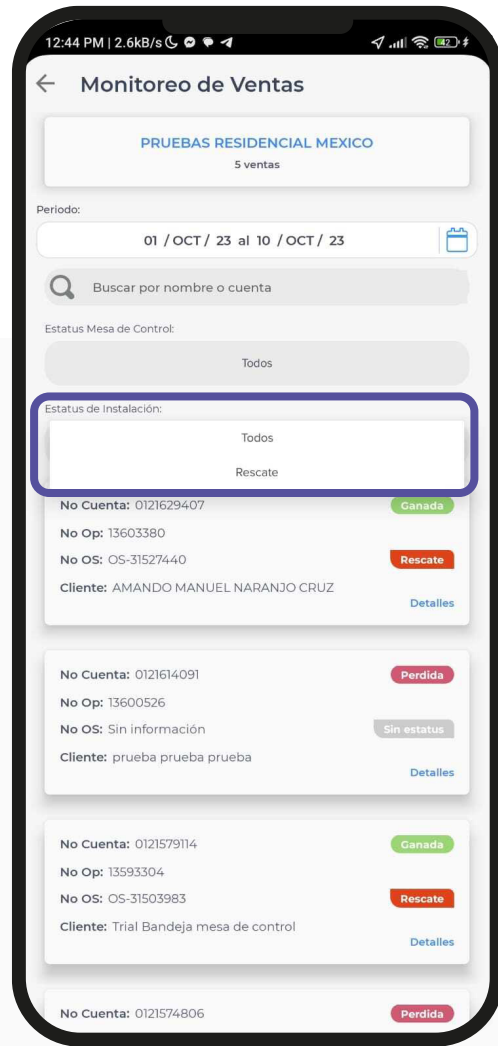 12:44 PM | 2.6kB/s
42
Monitoreo de Ventas
PRUEBAS RESIDENCIAL MEXICO
5 ventas
Periodo:
01 / OCT / 23 al 10 / OCT / 23
Buscar por nombre o cuenta
Estatus Mesa de Control:
Todos
Estatus de Instalación:
Todos
Rescate
No Cuenta: 0121629407 Ganada
No Op: 13603380
No OS: OS-31527440 Rescate
Cliente: AMANDO MANUEL NARANJO CRUZ
Detalles
No Cuenta: 0121614091 Perdida
No Op: 13600526
No OS: Sin información Sin estatus
Cliente: prueba prueba prueba
Detalles
No Cuenta: 0121579114 Ganada
No Op: 13593304
No OS: OS-31503983 Rescate
Cliente: Trial Bandeja mesa de control
Detalles
No Cuenta: 0121574806 Perdida